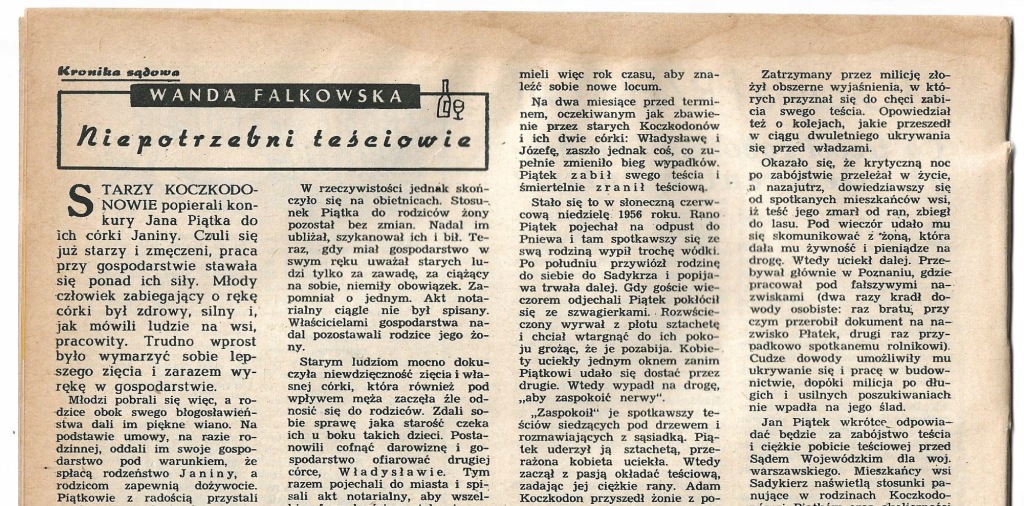 Kronika sądowa
WANDA FALKOWSKA
Niepotrzebni teściowie
STARZY KOCZKODO-
NOWIE popierali kon-
kury Jana Piątka do
ich córki Janiny. Czuli się
już starzy i zmęczeni, praca
przy gospodarstwie stawała
się ponad ich siły. Młody
człowiek zabiegający o rękę
córki był zdrowy, silny i,
jak mówili ludzie na wsi,
pracowity. Trudno wprost
było wymarzyć sobie lep-
szego zięcia i zarazem wy-
rękę w gospodarstwie.
Młodzi pobrali się więc, a ro-
dzice obok swego błogosławień-
stwa dali im piękne wiano. Na
podstawie umowy, na razie ro-
dzinnej, oddali im swoje gospo-
darstwo pod warunkiem, że
spłacą rodzeństwo Janiny, a
rodzicom zapewnią dożywocie.
Piątkowie z radością przystali
W rzeczywistości jednak skoń-
czyło się na obietnicach. Stosu-
nek Piątka do rodziców żony
pozostał bez zmian. Nadal im
ubliżał, szykanował ich i bił. Te-
raz, gdy miał gospodarstwo w
swym ręku uważał starych lu-
dzi tylko za zawadę, za ciążący
na sobie, niemiły obowiązek. Za-
pomniał o jednym. Akt nota-
rialny ciągle nie był spisany.
Właścicielami gospodarstwa na-
dal pozostawali rodzice jego żo-
ny.
Starym ludziom mocno doku-
czyła niewdzięczność zięcia i wła-
snej córki, która również pod
wpływem męża zaczęła źle od-
nosić się do rodziców. Zdali so-
bie sprawę jaka starość czeka
ich u boku takich dzieci. Posta-
nowili cofnąć darowiznę i go-
spodarstwo ofiarować drugiej
córce, Władysławie. Tym
razem pojechali do miasta i spi-
sali akt notarialny, aby wszel-
mieli więc rok czasu, aby zna-
leźć sobie nowe locum.
Na dwa miesiące przed termi-
nem, oczekiwanym jak zbawie-
nie przez starych Koczkodonów
i ich dwie córki: Władysławę i
Józefę, zaszło jednak coś, co zu-
pełnie zmieniło bieg wypadków.
Piątek zabił swego teścia i
śmiertelnie zranił teściową.
Stało się to w słoneczną czerw-
cową niedzielę 1956 roku. Rano
Piątek pojechał na odpust do
Pniewa i tam spotkawszy się ze
swą rodziną wypił trochę wódki.
Po południu przywiózł rodzinę
do siebie do Sadykrza i popija-
wa trwała dalej. Gdy goście wie-
czorem odjechali Piątek pokłócił
się ze szwagierkami. Rozwście-
czony wyrwał z płotu sztachetę
i chciał wtargnąć do ich poko-
ju grożąc, że je pozabija. Kobie-
ty uciekły jednym oknem zanim
Piątkowi udało się dostać przez
drugie. Wtedy wypadł na drogę,
„aby zaspokoić nerwy”.
„Zaspokoił” je spotkawszy te-
ściów siedzących pod drzewem i
rozmawiających z sąsiadką. Pią-
tek uderzył ją sztachetą, prze-
rażona kobieta uciekła. Wtedy
zaczął z pasją okładać teściową,
zadając jej ciężkie rany. Adam
Koczkodon przyszedł żonie z po-
Zatrzymany przez milicję zło-
żył obszerne wyjaśnienia, w któ-
rych przyznał się do chęci zabi-
cia swego teścia. Opowiedział
też o kolejach, jakie przeszedł
w ciągu dwuletniego ukrywania
się przed władzami.
Okazało się, że krytyczną noc
po zabójstwie przeleżał w życie,
a nazajutrz, dowiedziawszy się
od spotkanych mieszkańców wsi,
iż teść jego zmarł od ran, zbiegł
do lasu. Pod wieczór udało mu
się skomunikować z żoną, która
dała mu żywność i pieniądze na
drogę. Wtedy uciekł dalej. Prze-
bywał głównie w Poznaniu, gdzie
pracował pod fałszywymi na-
zwiskami (dwa razy kradł do-
wody osobiste: raz bratu, przy
czym przerobił dokument na na-
zwisko Płatek, drugi raz przy-
padkowo spotkanemu rolnikowi).
Cudze dowody umożliwiły mu
ukrywanie się i pracę w budow-
nictwie, dopóki milicja po dłu-
gich i usilnych poszukiwaniach
nie wpadła na jego ślad.
Jan Piątek wkrótce odpowia-
dać będzie za zabójstwo teścia
i ciężkie pobicie teściowej przed
Sądem Wojewódzkim dla woj.
warszawskiego. Mieszkańcy wsi
Sadykierz naświetlą stosunki pa-
nujące w rodzinach Koczkodo-